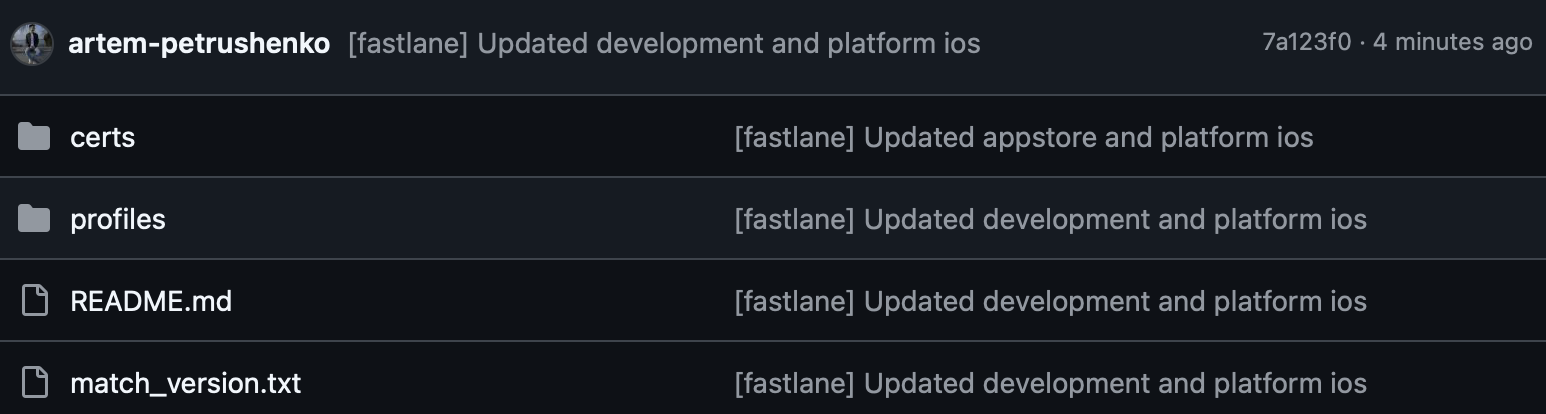 artem-petrushenko [fastlane] Updated development and platform ios 7a123f0 · 4 minutes ago
certs [fastlane] Updated appstore and platform ios
profiles [fastlane] Updated development and platform ios
README.md [fastlane] Updated development and platform ios
match_version.txt [fastlane] Updated development and platform ios